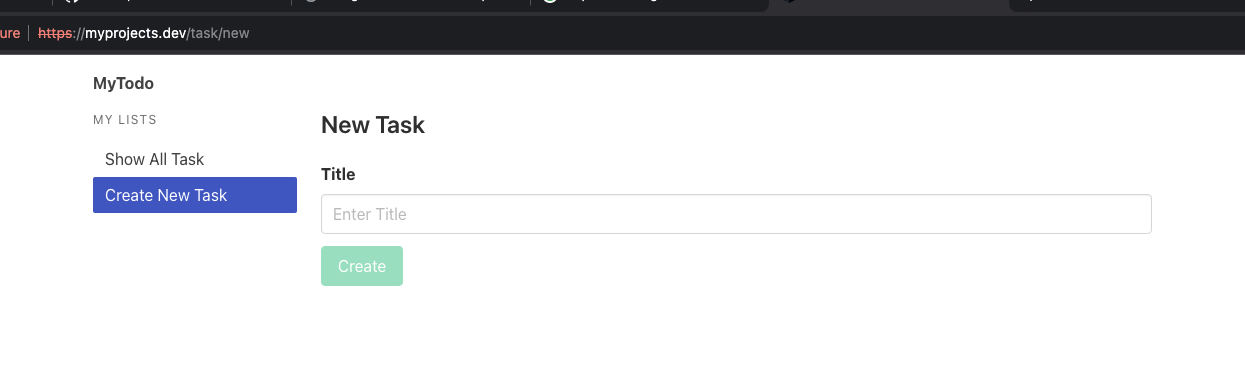 ure | https://myprojects.dev/task/new
MyTodo
MY LISTS
Show All Task
Create New Task
New Task
Title
Enter Title
Create